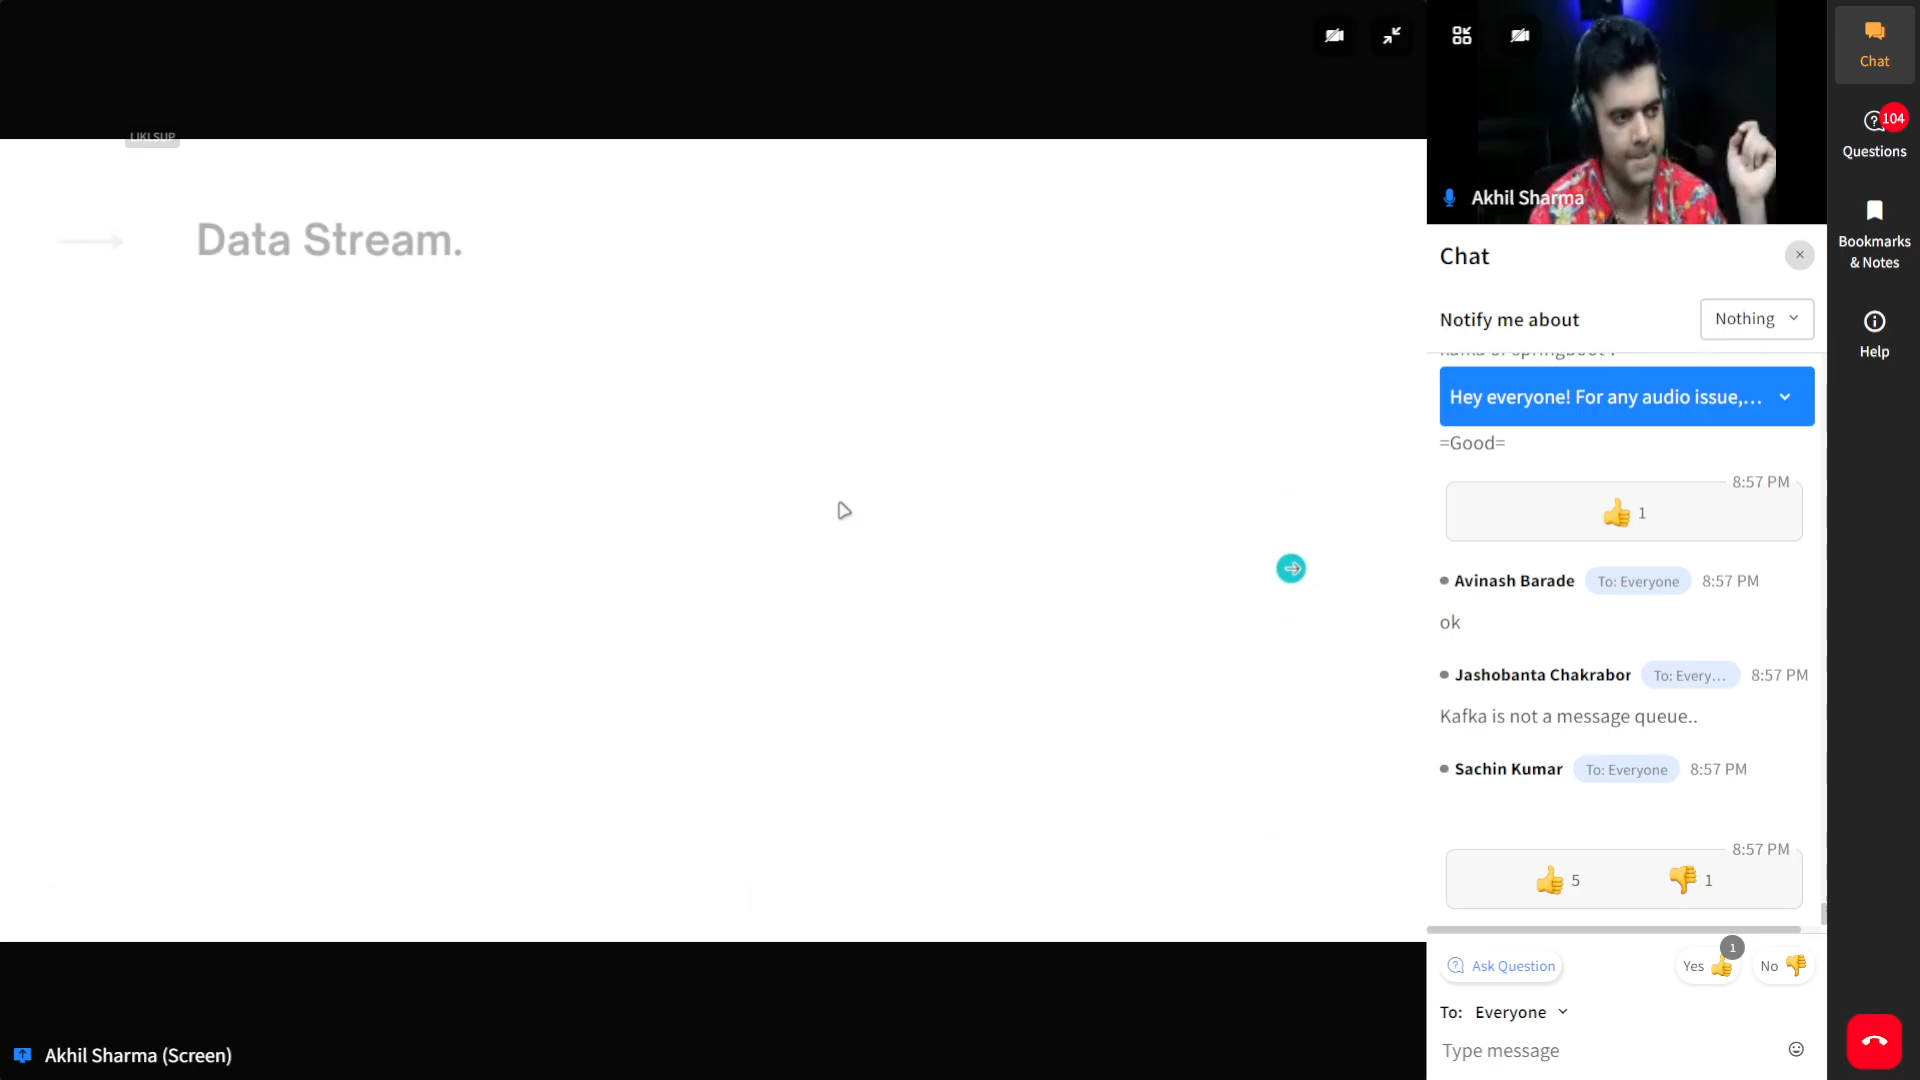 LIKLSUP
Data Stream.
Akhil Sharma (Screen)
Akhil Sharma
Chat
Notify me about
Nothing
Hey everyone! For any audio issue,...
=Good=
8:57 PM
1
Avinash Barade To: Everyone 8:57 PM
ok
Jashobanta Chakrabor To: Every... 8:57 PM
Kafka is not a message queue..
Sachin Kumar To: Everyone 8:57 PM
8:57 PM
5 1
Ask Question
Yes 1
No
To: Everyone
Type message
Chat
104
Questions
Bookmarks
& Notes
Help